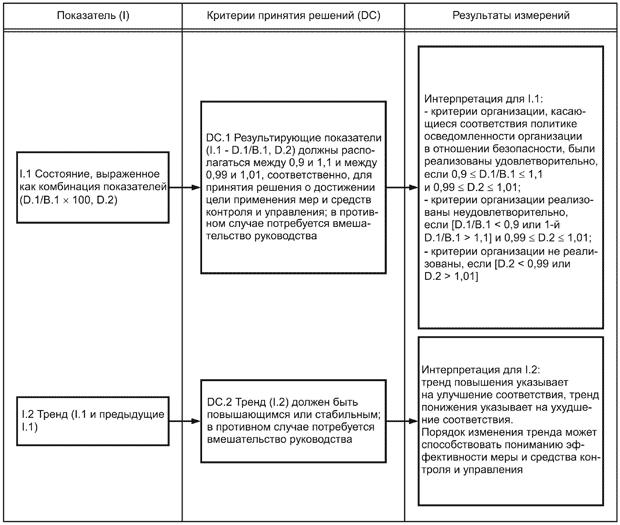 Показатель (I)
Критерии принятия решений (DC)
Результаты измерений
I.1 Состояние, выраженное
как комбинация показателей
(D.1/B.1 × 100, D.2)
DC.1 Результирующие показатели
(I.1 - D.1/B.1, D.2) должны распо-
лагаться между 0,9 и 1,1 и между
0,99 и 1,01, соответственно, для
принятия решения о достижении
цели применения мер и средств
контроля и управления; в против-
ном случае потребуется вмеша-
тельство руководства
Интерпретация для I.1:
- критерии организации, касаю-
щиеся соответствия политике
осведомленности организации
в отношении безопасности, были
реализованы удовлетворительно,
если 0,9 ≤ D.1/B.1 ≤ 1,1
и 0,99 ≤ D.2 ≤ 1,01;
- критерии организации реализо-
ваны неудовлетворительно,
если [D.1/B.1 < 0,9 или 1-й
D.1/B.1 > 1,1] и 0,99 ≤ D.2 ≤ 1,01;
- критерии организации не реали-
зованы, если [D.2 < 0,99 или
D.2 > 1,01]
I.2 Тренд (I.1 и предыдущие
I.1)
DC.2 Тренд (I.2) должен быть
повышающимся или стабильным;
в противном случае потребуется
вмешательство руководства
Интерпретация для I.2:
тренд повышения указывает
на улучшение соответствия, тренд
понижения указывает на ухудше-
ние соответствия.
Порядок изменения тренда может
способствовать пониманию эф-
фективности меры и средства кон-
троля и управления